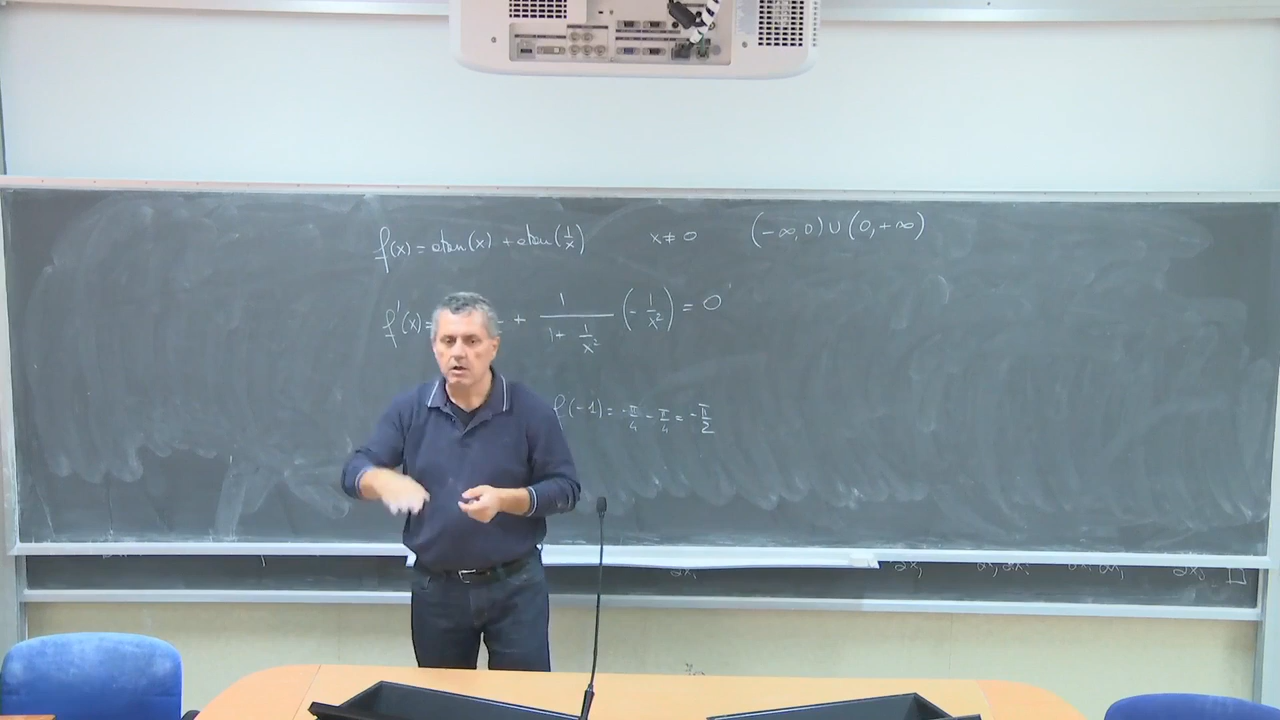 f(x) = atan(x) + atan(1/x) x ≠ 0 (-∞, 0) ∪ (0, +∞)
f'(x) = + 1/(1 + 1/x²) (- 1/x²) = 0
f(-1) = -π/4 - π/4 = -π/2